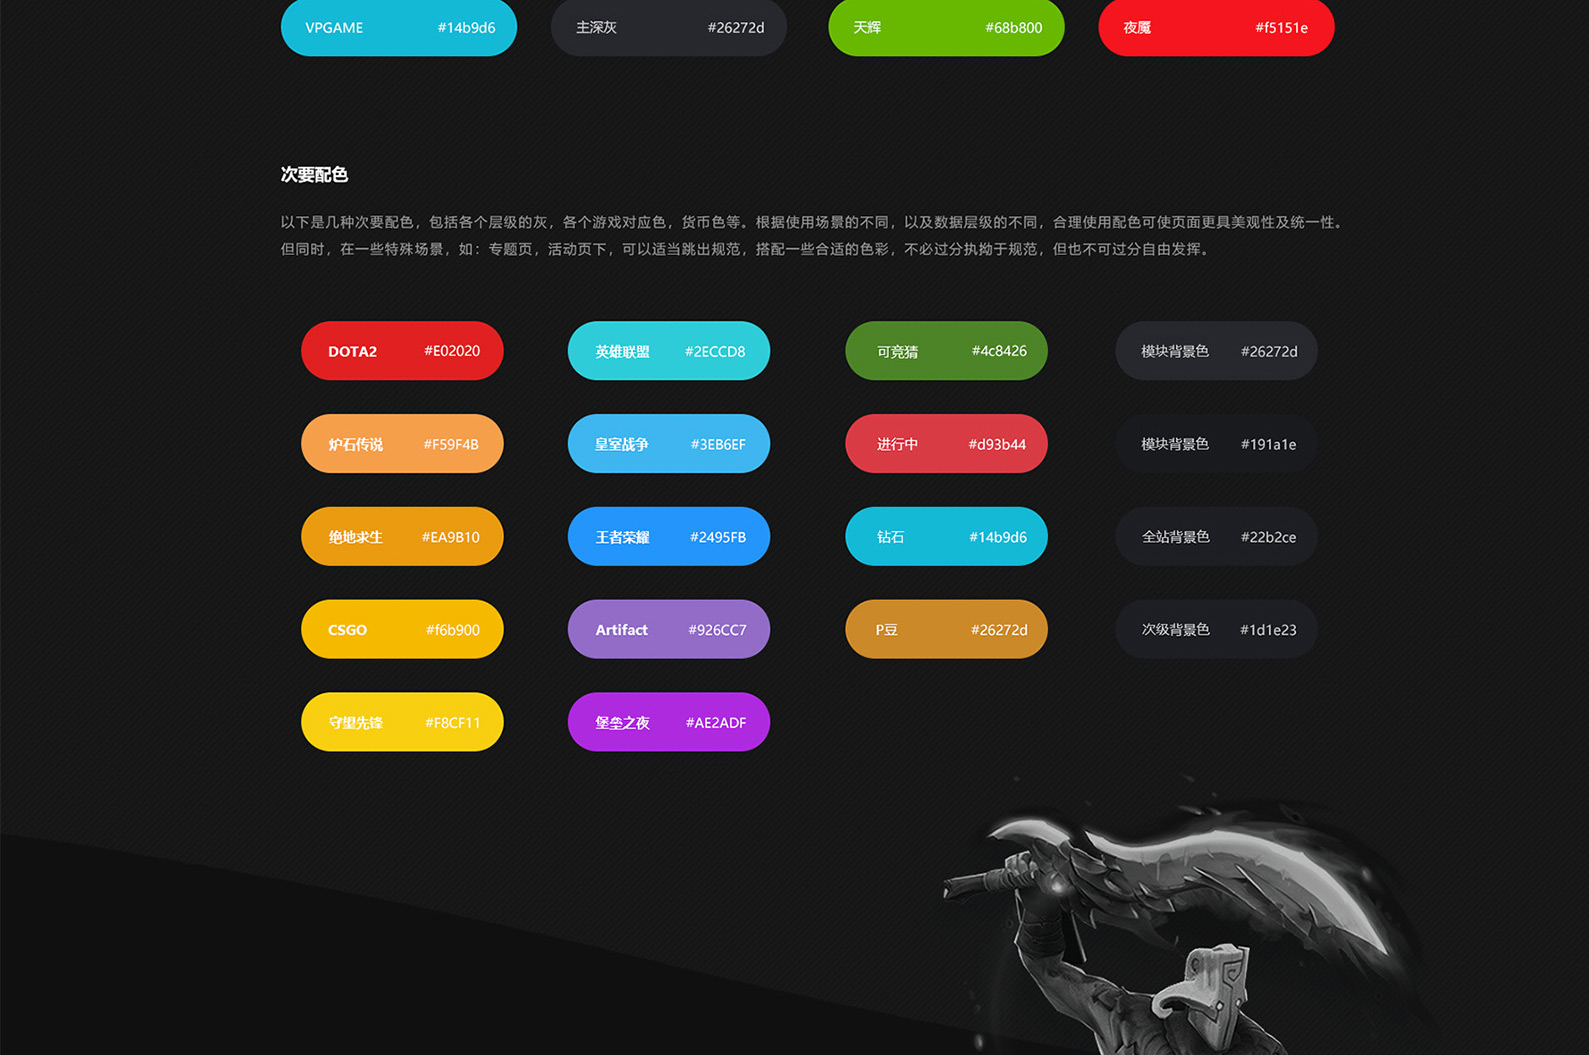 VPGAME #14b9d6 主深灰 #26272d 天辉 #68b800 夜魇 #f5151e
次要配色
以下是几种次要配色，包括各个层级的灰，各个游戏对应色，货币色等。根据使用场景的不同，以及数据层级的不同，合理使用配色可使页面更具美观性及统一性。
但同时，在一些特殊场景，如：专题页，活动页下，可以适当跳出规范，搭配一些合适的色彩，不必过分执拗于规范，但也不可过分自由发挥。
DOTA2 #E02020 英雄联盟 #2ECCD8 可竞猜 #4c8426 模块背景色 #26272d
炉石传说 #F59F4B 皇室战争 #3EB6EF 进行中 #d93b44 模块背景色 #191a1e
绝地求生 #EA9B10 王者荣耀 #2495FB 钻石 #14b9d6 全站背景色 #22b2ce
CSGO #f6b900 Artifact #926CC7 P豆 #26272d 次级背景色 #1d1e23
守望先锋 #F8CF11 堡垒之夜 #AE2ADF